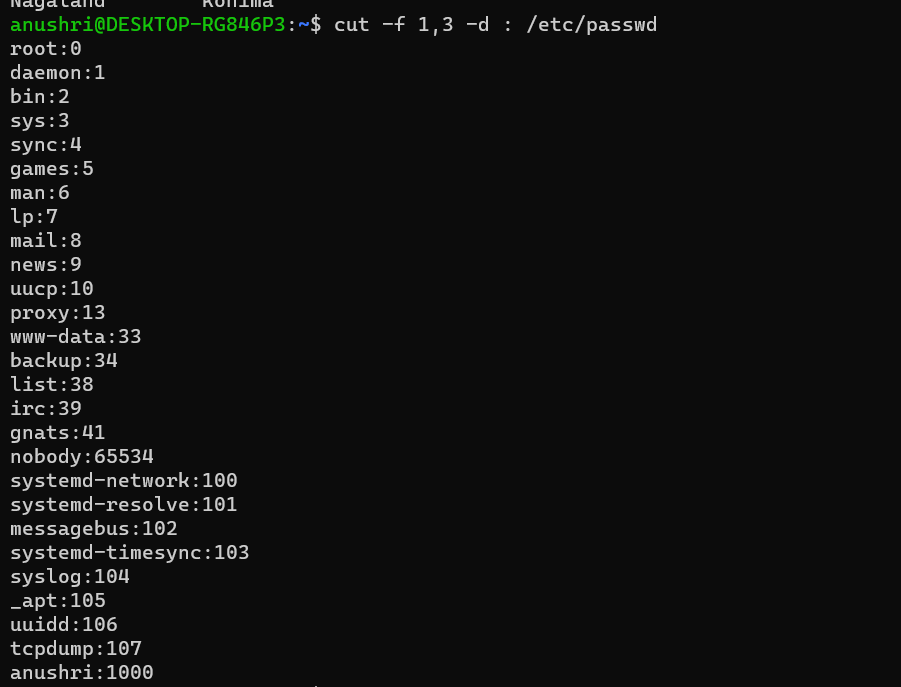 Nagaland        Kohima
anushri@DESKTOP-RG846P3:~$ cut -f 1,3 -d : /etc/passwd
root:0
daemon:1
bin:2
sys:3
sync:4
games:5
man:6
lp:7
mail:8
news:9
uucp:10
proxy:13
www-data:33
backup:34
list:38
irc:39
gnats:41
nobody:65534
systemd-network:100
systemd-resolve:101
messagebus:102
systemd-timesync:103
syslog:104
_apt:105
uuidd:106
tcpdump:107
anushri:1000